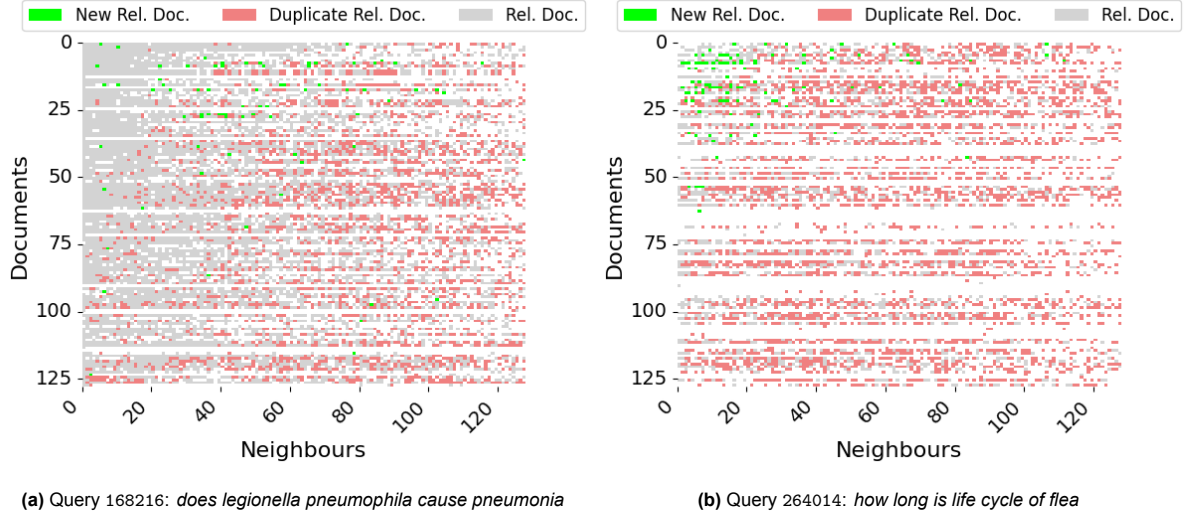 New Rel. Doc. Duplicate Rel. Doc. Rel. Doc.
0
25
50
75
100
125
Documents
0 20 40 60 80 100 120
Neighbours
(a) Query 168216: does legionella pneumophila cause pneumonia
New Rel. Doc. Duplicate Rel. Doc. Rel. Doc.
0
25
50
75
100
125
Documents
0 20 40 60 80 100 120
Neighbours
(b) Query 264014: how long is life cycle of flea